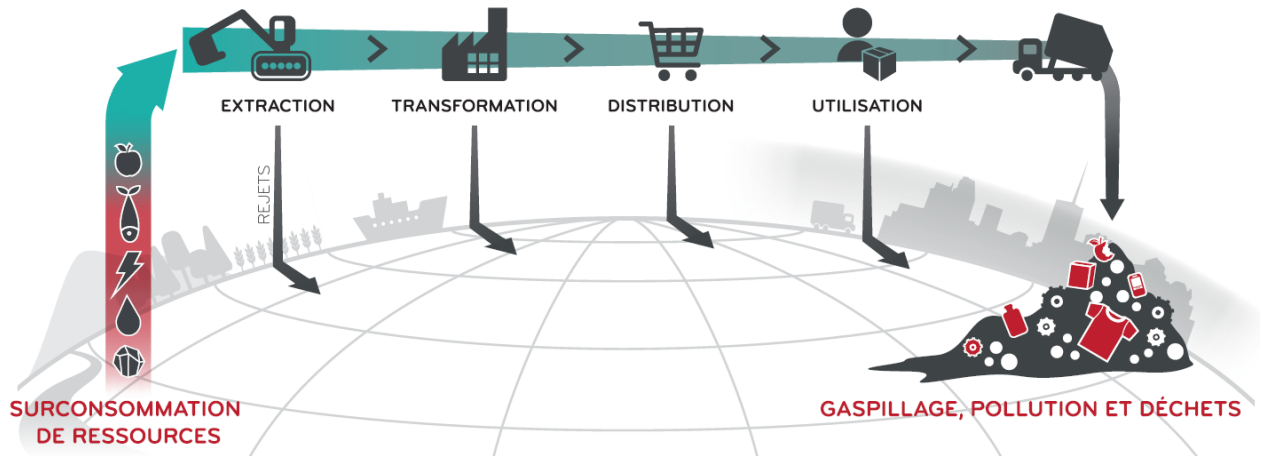 EXTRACTION
TRANSFORMATION
DISTRIBUTION
UTILISATION
REJETS
SURCONSOMMATION
DE RESSOURCES
GASPILLAGE, POLLUTION ET DÉCHETS